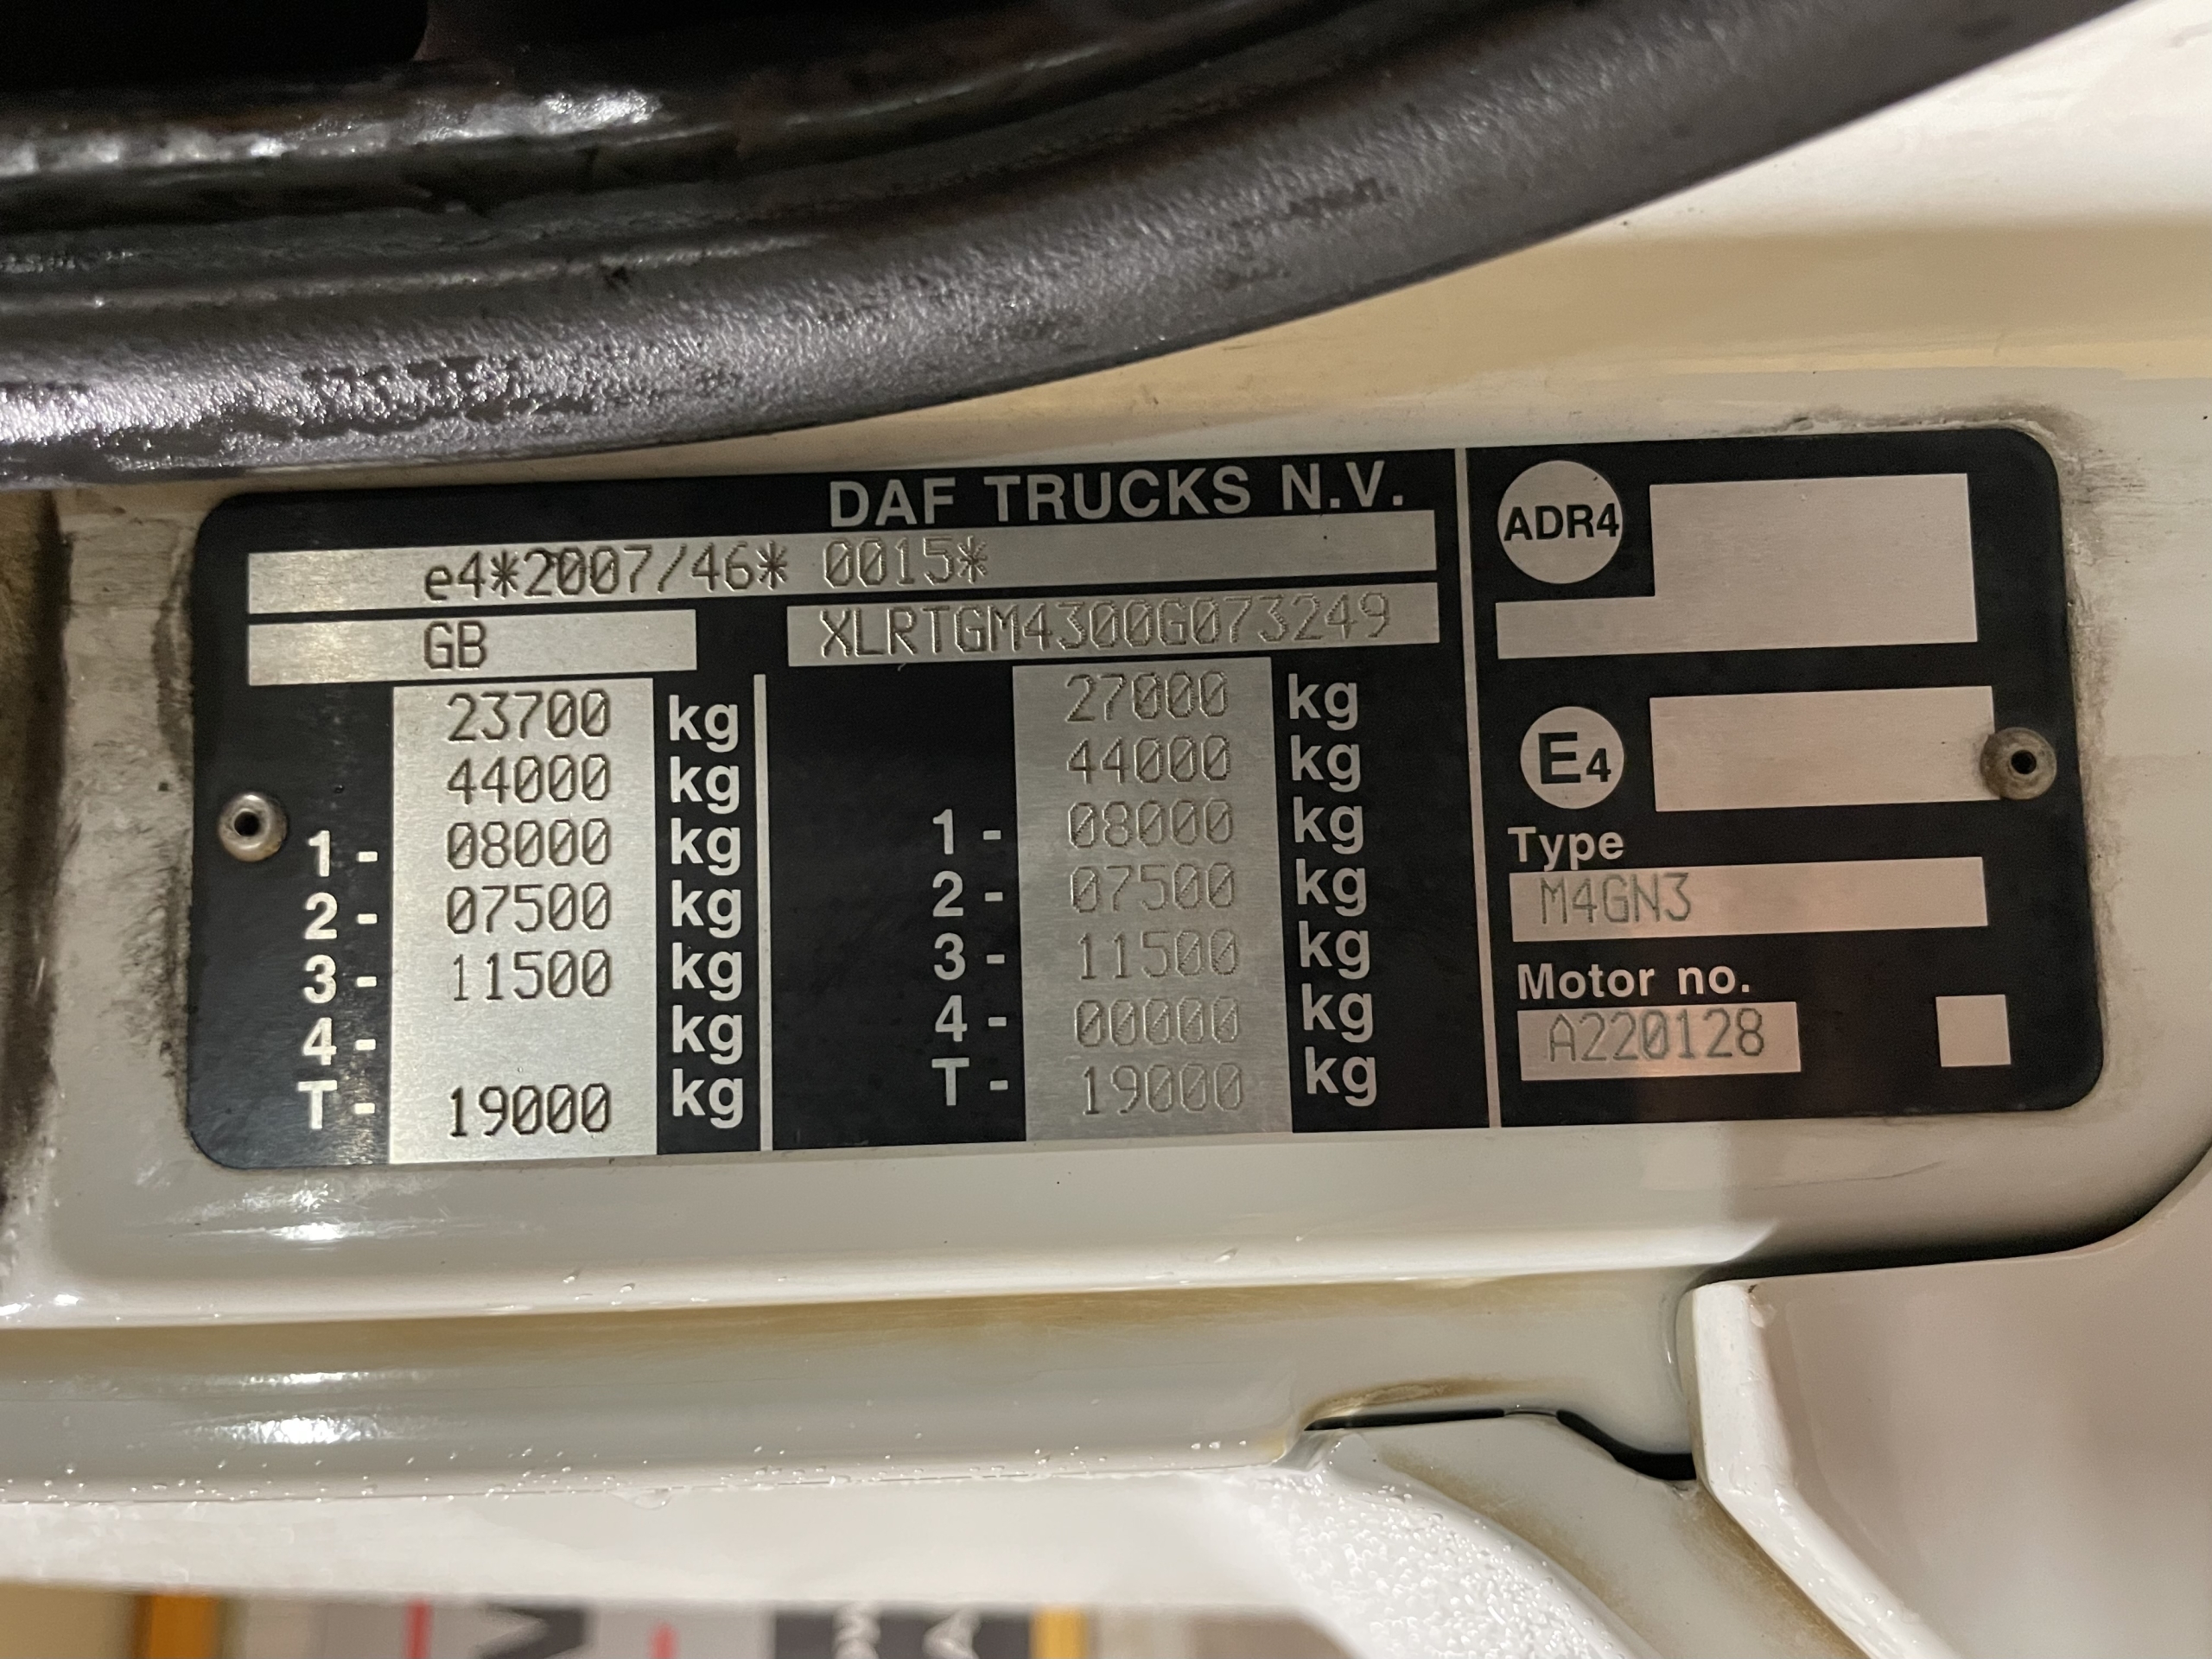 DAF TRUCKS N.V.
e4*2007/46* 0015*
GB XLRTGM4300G073249
23700 kg 27000 kg
44000 kg 44000 kg
1 - 08000 kg 1 - 08000 kg
2 - 07500 kg 2 - 07500 kg
3 - 11500 kg 3 - 11500 kg
4 - kg 4 - 00000 kg
T - 19000 kg T - 19000 kg
ADR4
E4
Type
M4GN3
Motor no.
A220128